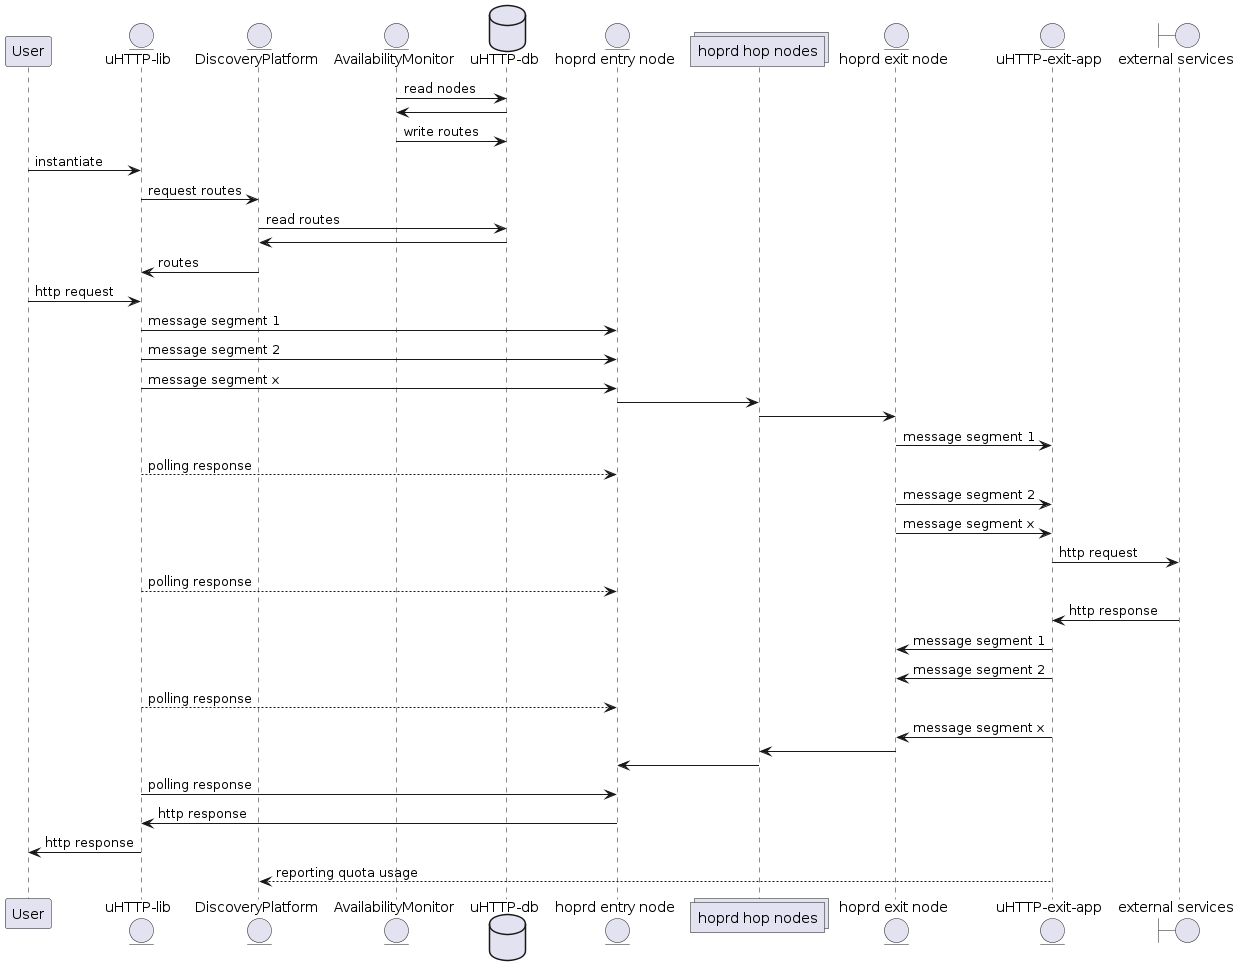 User
uHTTP-lib
DiscoveryPlatform
AvailabilityMonitor
uHTTP-db
hoprd entry node
hoprd hop nodes
hoprd exit node
uHTTP-exit-app
external services
read nodes
write routes
instantiate
request routes
read routes
routes
http request
message segment 1
message segment 2
message segment x
message segment 1
polling response
message segment 2
message segment x
http request
polling response
http response
message segment 1
message segment 2
polling response
message segment x
polling response
http response
http response
reporting quota usage
User
uHTTP-lib
DiscoveryPlatform
AvailabilityMonitor
uHTTP-db
hoprd entry node
hoprd hop nodes
hoprd exit node
uHTTP-exit-app
external services